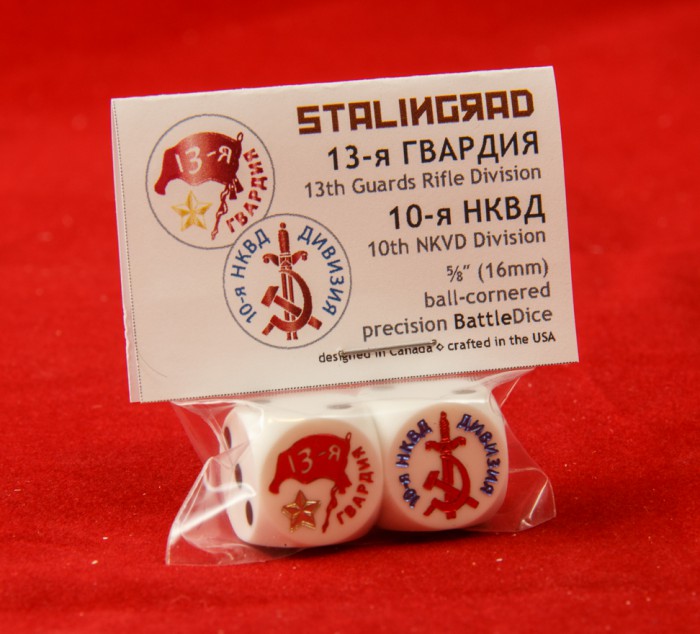 STALINGRAD
13-я ГВАРДИЯ
13th Guards Rifle Division
10-я НКВД
10th NKVD Division
⅝" (16mm)
ball-cornered
precision BattleDice
designed in Canada ◇ crafted in the USA
13-я
ГВАРДИЯ
10-я НКВД ДИВИЗИЯ
13-я
ГВАРДИЯ
10-я НКВД ДИВИЗИЯ